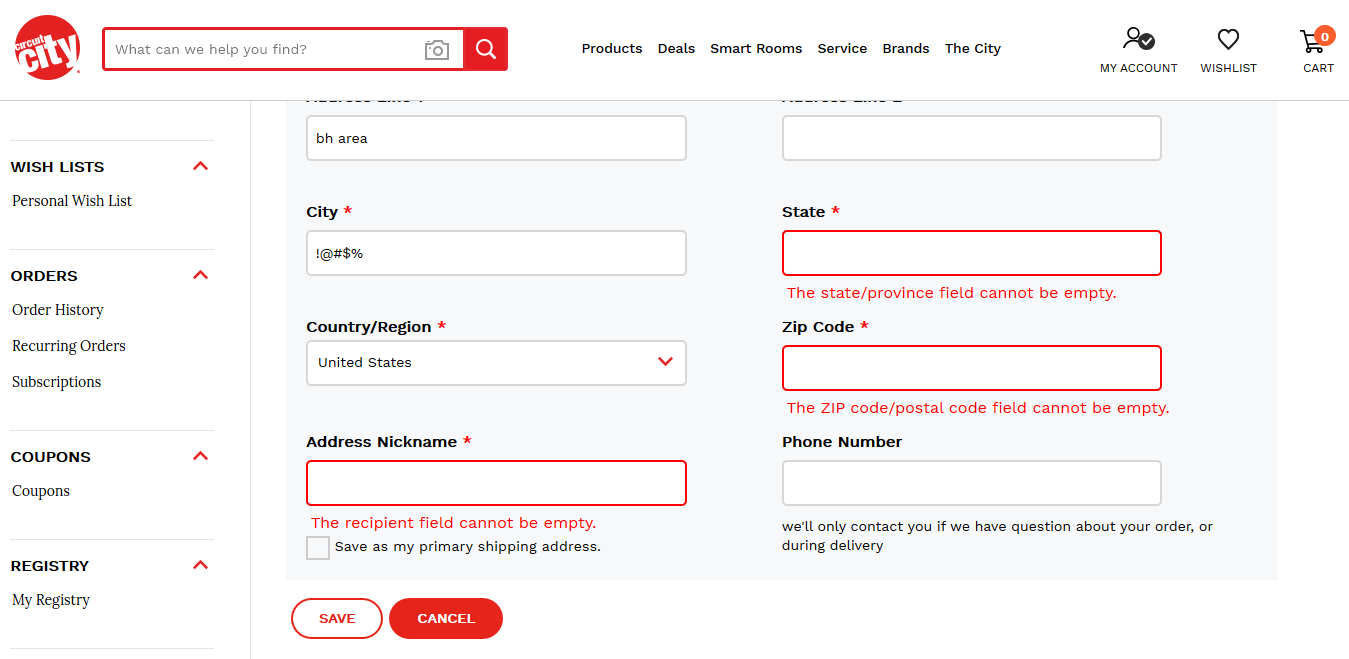 circuit city
What can we help you find?
Products Deals Smart Rooms Service Brands The City
MY ACCOUNT
WISHLIST
0
CART
WISH LISTS
Personal Wish List
ORDERS
Order History
Recurring Orders
Subscriptions
COUPONS
Coupons
REGISTRY
My Registry
bh area
City *
!@#$%
State *
The state/province field cannot be empty.
Country/Region *
United States
Zip Code *
The ZIP code/postal code field cannot be empty.
Address Nickname *
The recipient field cannot be empty.
Save as my primary shipping address.
Phone Number
we'll only contact you if we have question about your order, or
during delivery
SAVE
CANCEL